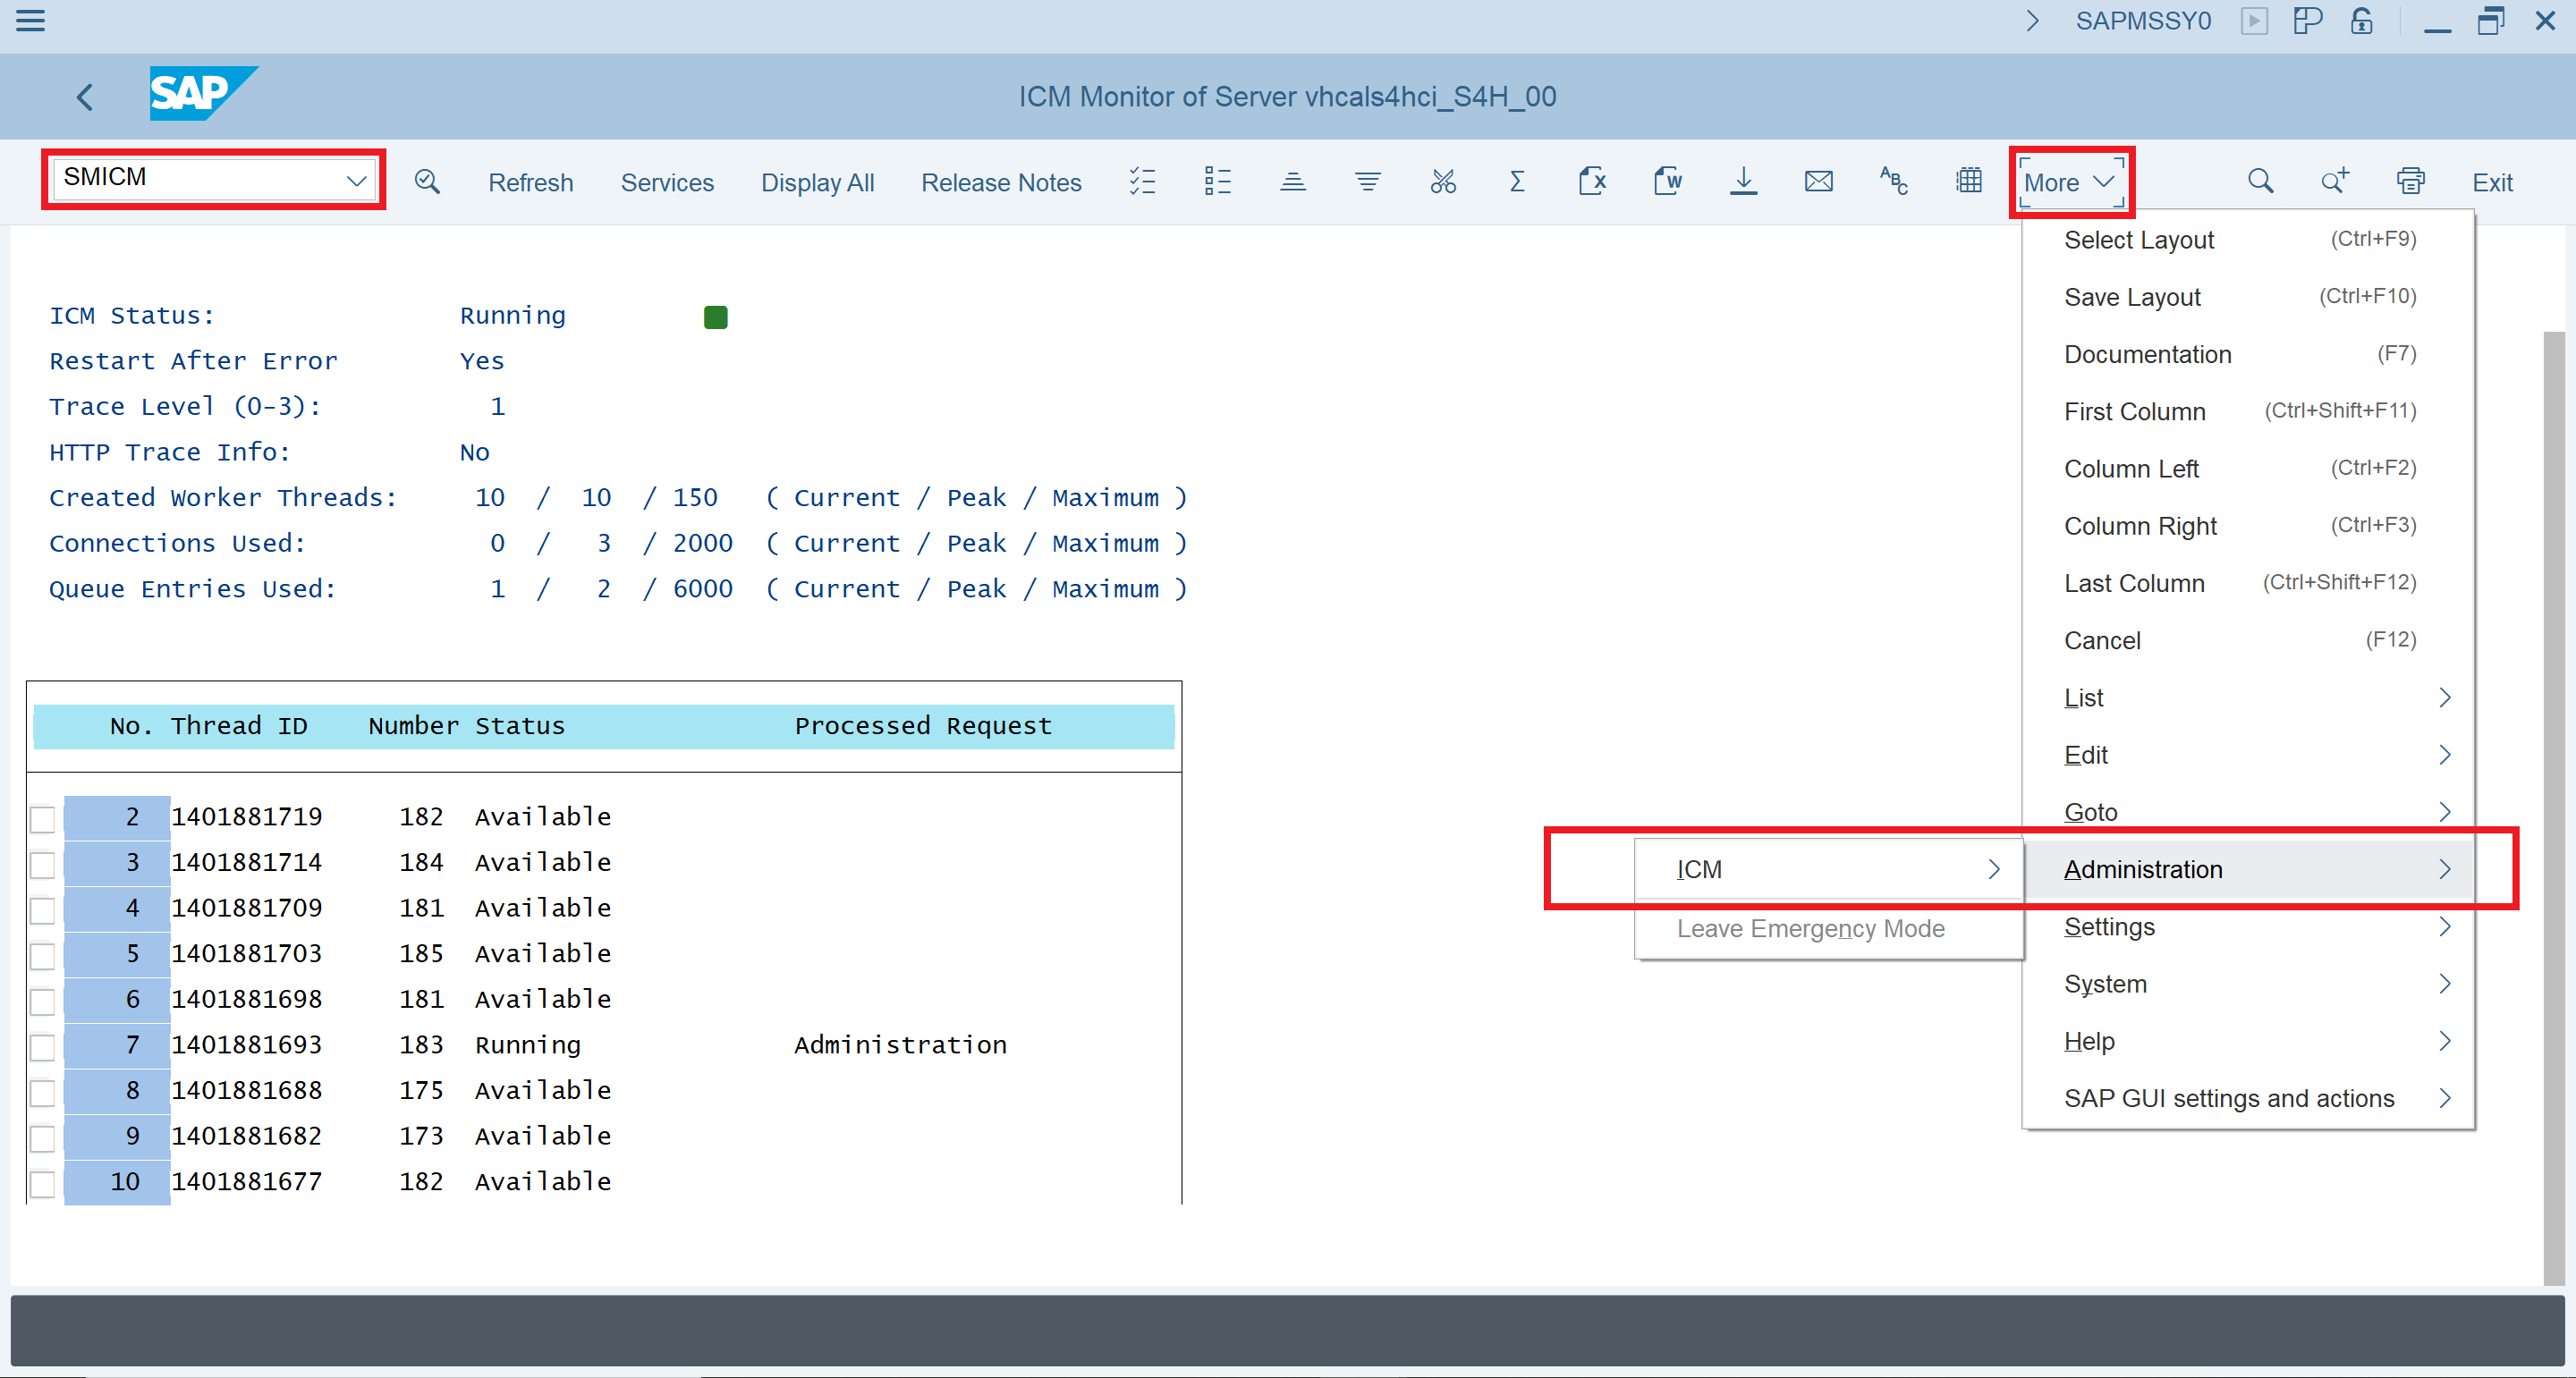 SAPMSSY0
SAP
ICM Monitor of Server vhcals4hci_S4H_00
SMICM
Refresh Services Display All Release Notes More Exit
Select Layout (Ctrl+F9)
Save Layout (Ctrl+F10)
Documentation (F7)
First Column (Ctrl+Shift+F11)
Column Left (Ctrl+F2)
Column Right (Ctrl+F3)
Last Column (Ctrl+Shift+F12)
Cancel (F12)
List
Edit
Goto
Administration
Settings
System
Help
SAP GUI settings and actions
ICM
Leave Emergency Mode
ICM Status: Running
Restart After Error Yes
Trace Level (0-3): 1
HTTP Trace Info: No
Created Worker Threads: 10 / 10 / 150 ( Current / Peak / Maximum )
Connections Used: 0 / 3 / 2000 ( Current / Peak / Maximum )
Queue Entries Used: 1 / 2 / 6000 ( Current / Peak / Maximum )
No. Thread ID Number Status Processed Request
2 1401881719 182 Available
3 1401881714 184 Available
4 1401881709 181 Available
5 1401881703 185 Available
6 1401881698 181 Available
7 1401881693 183 Running Administration
8 1401881688 175 Available
9 1401881682 173 Available
10 1401881677 182 Available